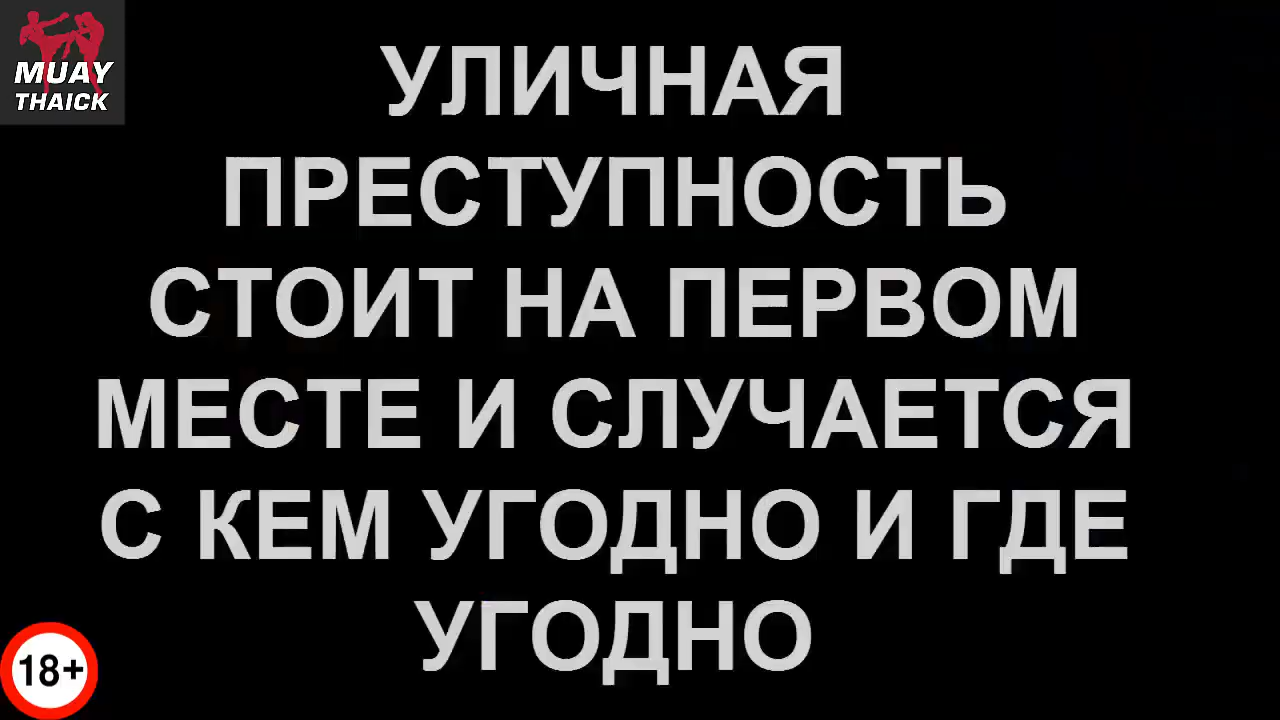 MUAY
THAICK
УЛИЧНАЯ
ПРЕСТУПНОСТЬ
СТОИТ НА ПЕРВОМ
МЕСТЕ И СЛУЧАЕТСЯ
С КЕМ УГОДНО И ГДЕ
УГОДНО
18+